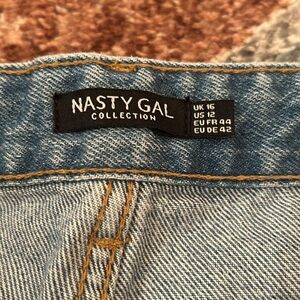 NASTY GAL
COLLECTION
UK 16
US 12
EU FR 44
EU DE 42